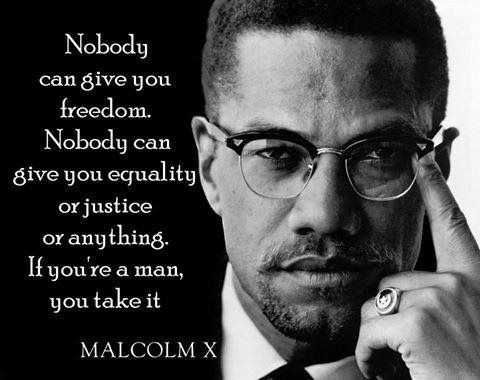 Nobody
can give you
freedom.
Nobody can
give you equality
or justice
or anything.
If you're a man,
you take it
MALCOLM X